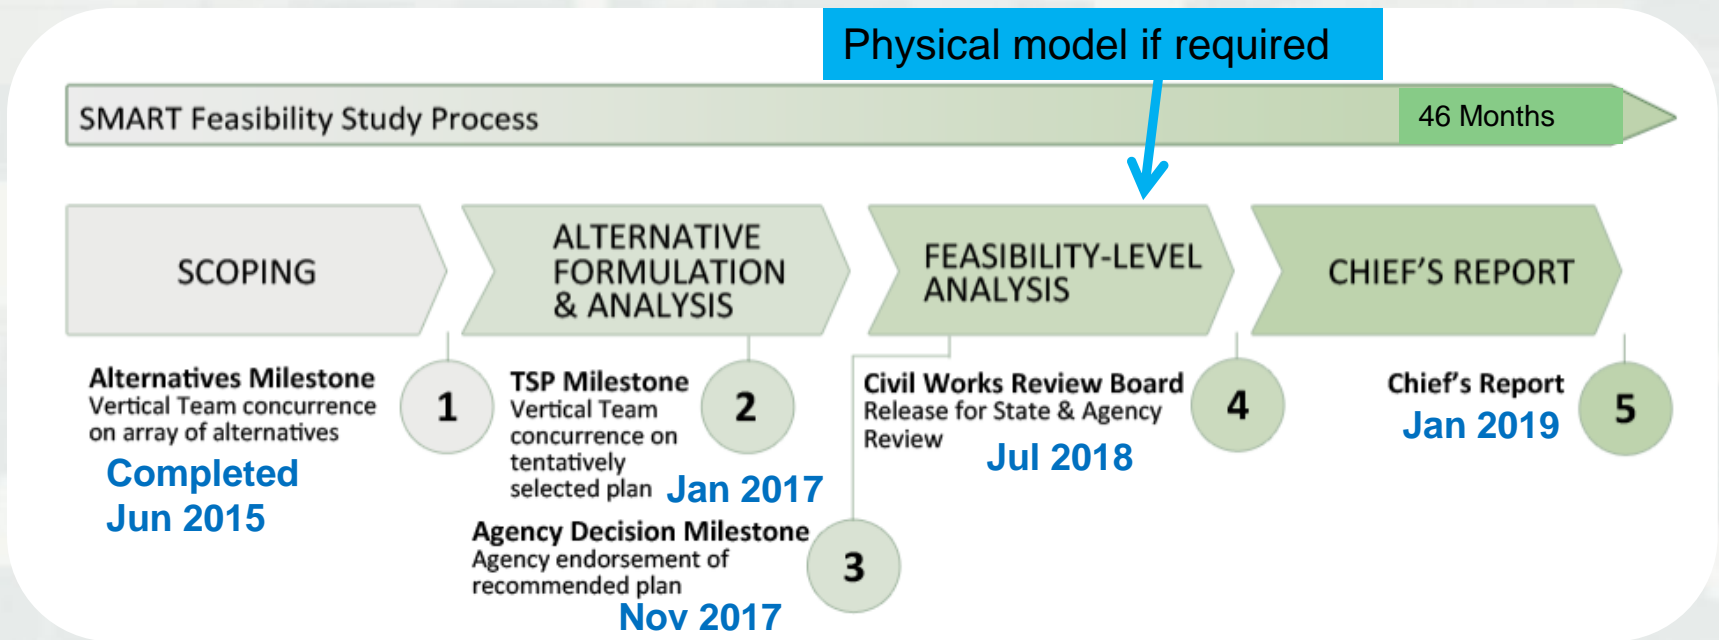 Physical model if required
SMART Feasibility Study Process
46 Months
SCOPING
ALTERNATIVE
FORMULATION
& ANALYSIS
FEASIBILITY-LEVEL
ANALYSIS
CHIEF'S REPORT
Alternatives Milestone
Vertical Team concurrence
on array of alternatives
1
Completed
Jun 2015
TSP Milestone
Vertical Team
concurrence on
tentatively
selected plan
2
Jan 2017
Agency Decision Milestone
Agency endorsement of
recommended plan
3
Nov 2017
Civil Works Review Board
Release for State & Agency
Review
4
Jul 2018
Chief's Report
5
Jan 2019